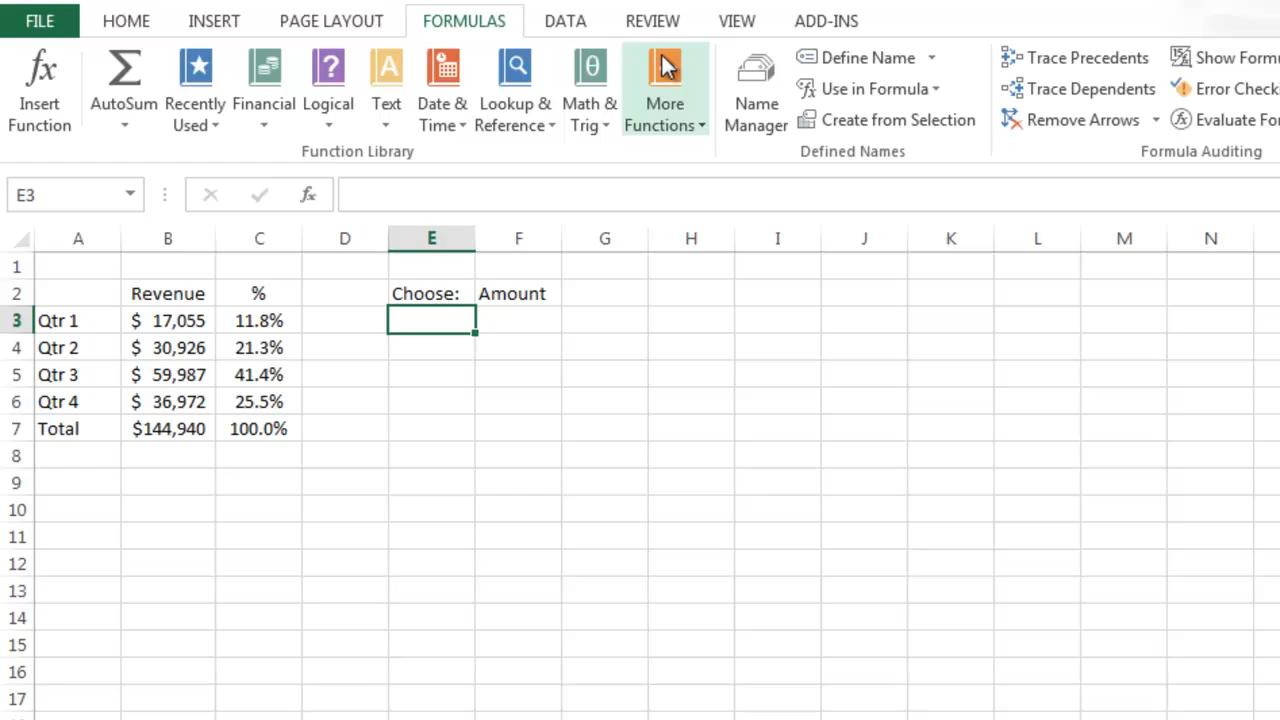 FILE HOME INSERT PAGE LAYOUT FORMULAS DATA REVIEW VIEW ADD-INS
fx Insert Function
Σ AutoSum
Recently Used
Financial
? Logical
A Text
Date & Time
Lookup & Reference
θ Math & Trig
More Functions
Function Library
Name Manager
Define Name
Use in Formula
Create from Selection
Defined Names
Trace Precedents
Trace Dependents
Remove Arrows
Show Formu
Error Checki
Evaluate For
Formula Auditing
E3 fx
A B C D E F G H I J K L M N
1
2 Revenue % Choose: Amount
3 Qtr 1 $ 17,055 11.8%
4 Qtr 2 $ 30,926 21.3%
5 Qtr 3 $ 59,987 41.4%
6 Qtr 4 $ 36,972 25.5%
7 Total $144,940 100.0%
8
9
10
11
12
13
14
15
16
17